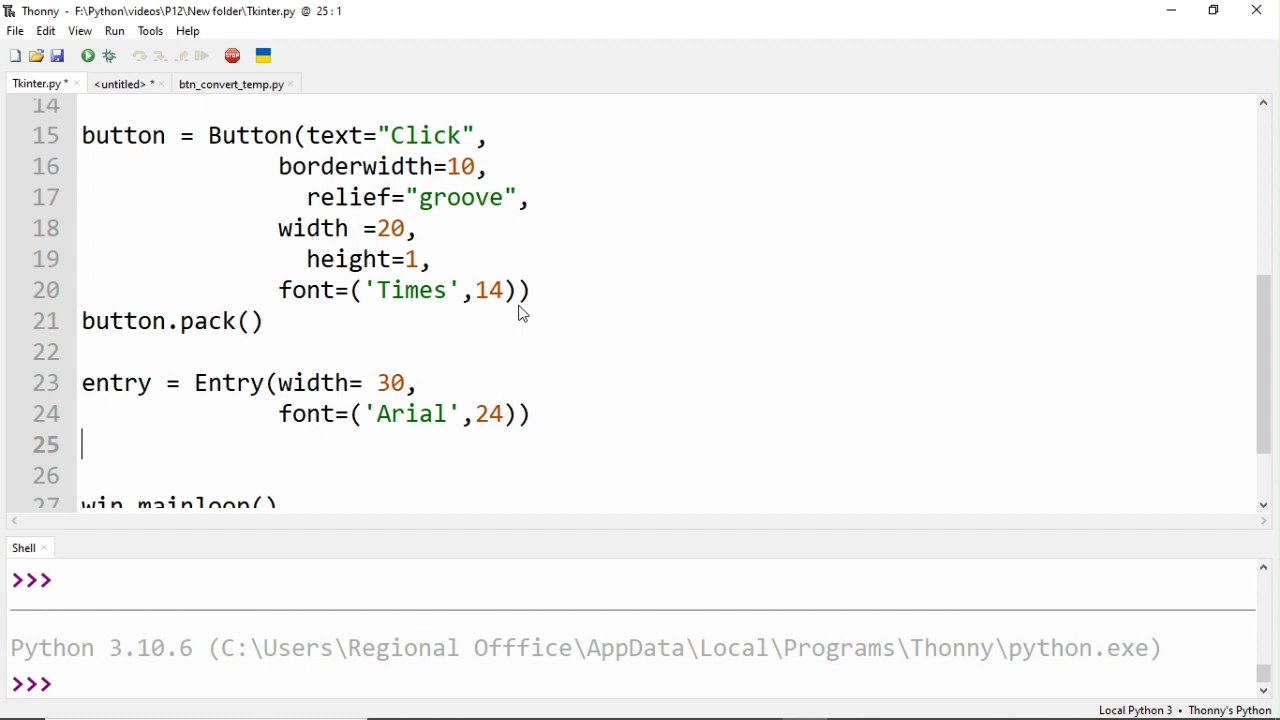 Thonny - F:\Python\videos\P12\New folder\Tkinter.py @ 25 : 1
File Edit View Run Tools Help
STOP
Tkinter.py * × <untitled> * × btn_convert_temp.py ×
14
15 button = Button(text="Click",
16 borderwidth=10,
17 relief="groove",
18 width =20,
19 height=1,
20 font=('Times',14))
21 button.pack()
22
23 entry = Entry(width= 30,
24 font=('Arial',24))
25
26
27 win.mainloop()
Shell ×
>>>
Python 3.10.6 (C:\Users\Regional Offfice\AppData\Local\Programs\Thonny\python.exe)
>>>
Local Python 3 • Thonny's Python